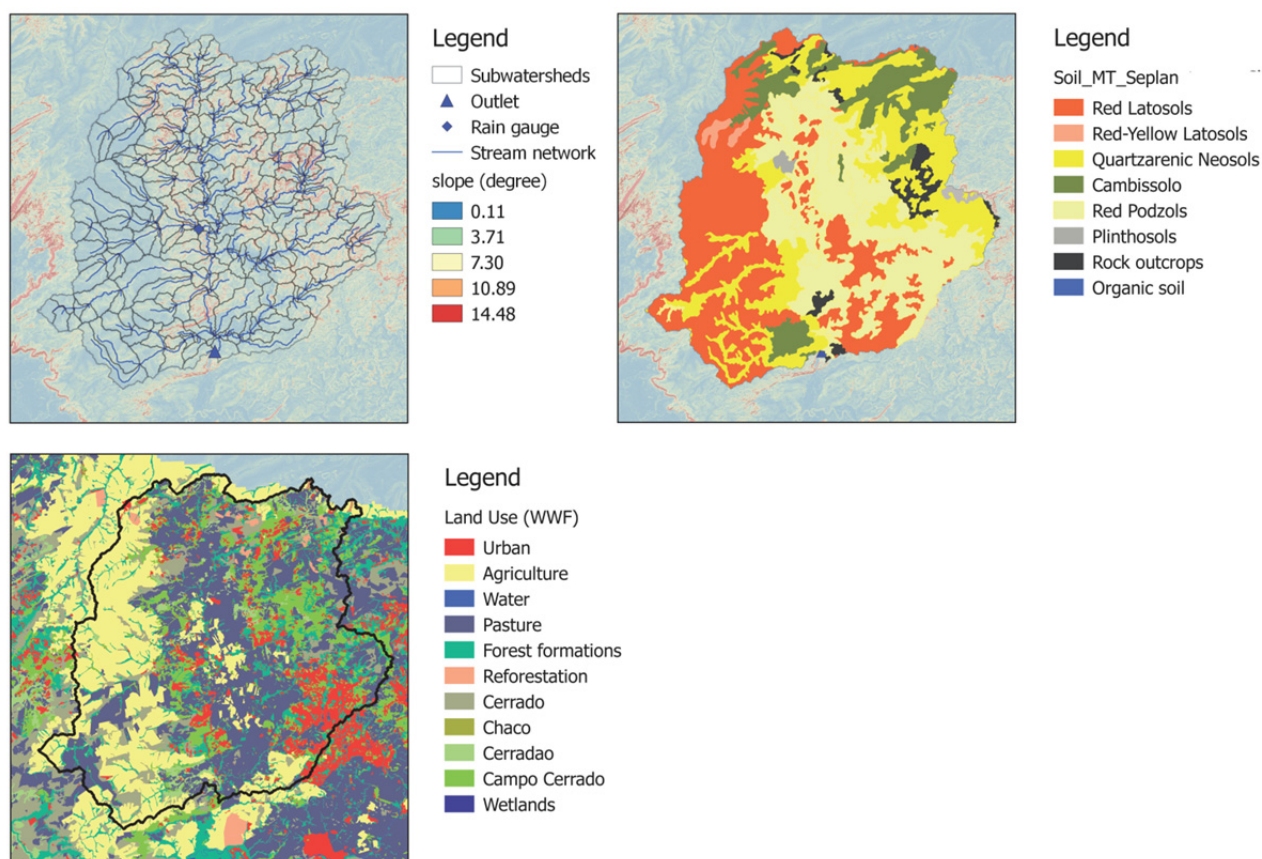 Legend
Subwatersheds
Outlet
Rain gauge
Stream network
slope (degree)
0.11
3.71
7.30
10.89
14.48
Legend
Soil_MT_Seplan
Red Latosols
Red-Yellow Latosols
Quartzarenic Neosols
Cambissolo
Red Podzols
Plinthosols
Rock outcrops
Organic soil
Legend
Land Use (WWF)
Urban
Agriculture
Water
Pasture
Forest formations
Reforestation
Cerrado
Chaco
Cerradao
Campo Cerrado
Wetlands